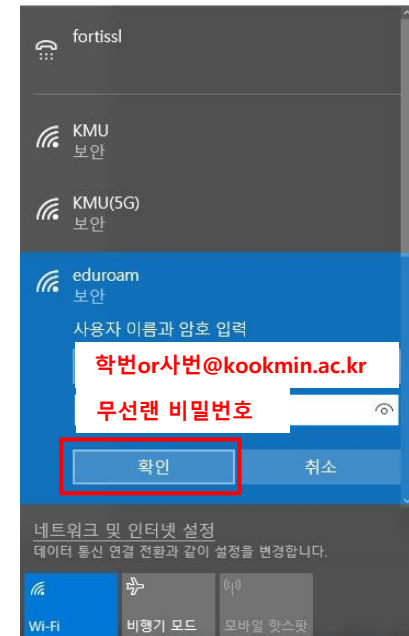 fortissl
KMU
보안
KMU(5G)
보안
eduroam
보안
사용자 이름과 암호 입력
학번or사번@kookmin.ac.kr
무선랜 비밀번호
확인
취소
네트워크 및 인터넷 설정
데이터 통신 연결 전환과 같이 설정을 변경합니다.
Wi-Fi
비행기 모드
모바일 핫스팟